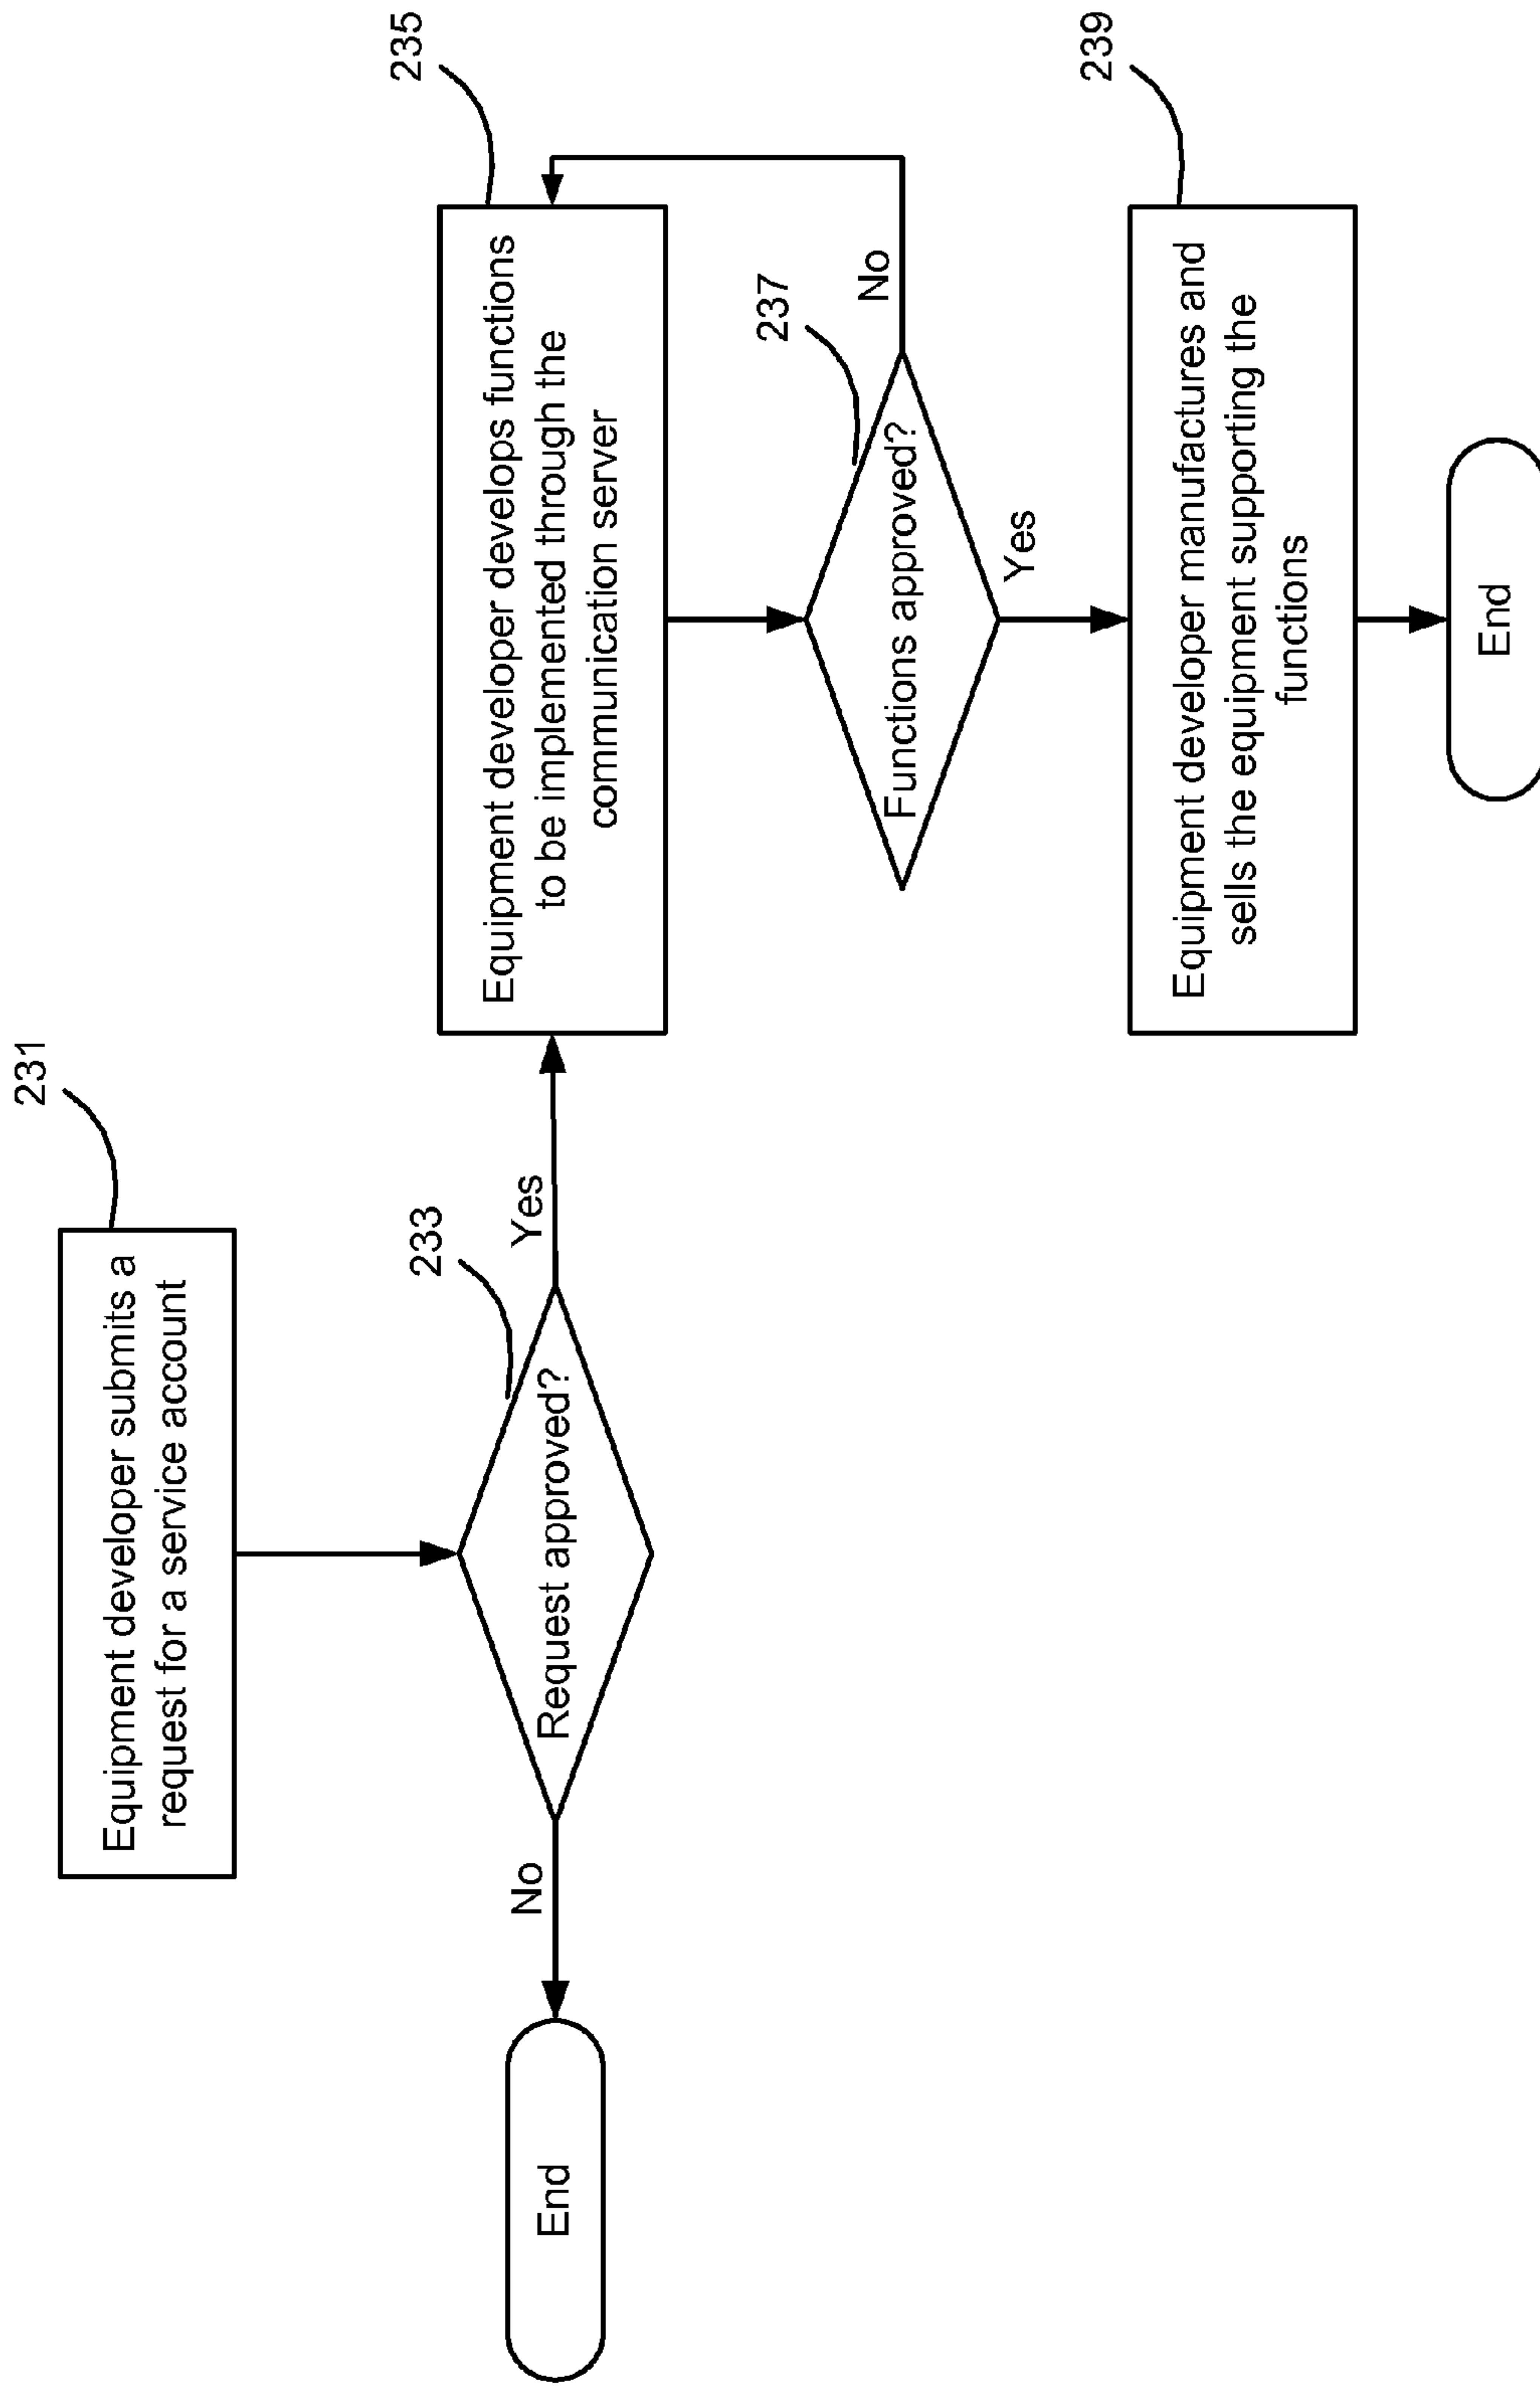 231
Equipment developer submits a
request for a service account
233
Request approved?
No
Yes
End
235
Equipment developer develops functions
to be implemented through the
communication server
237
Functions approved?
No
Yes
239
Equipment developer manufactures and
sells the equipment supporting the
functions
End